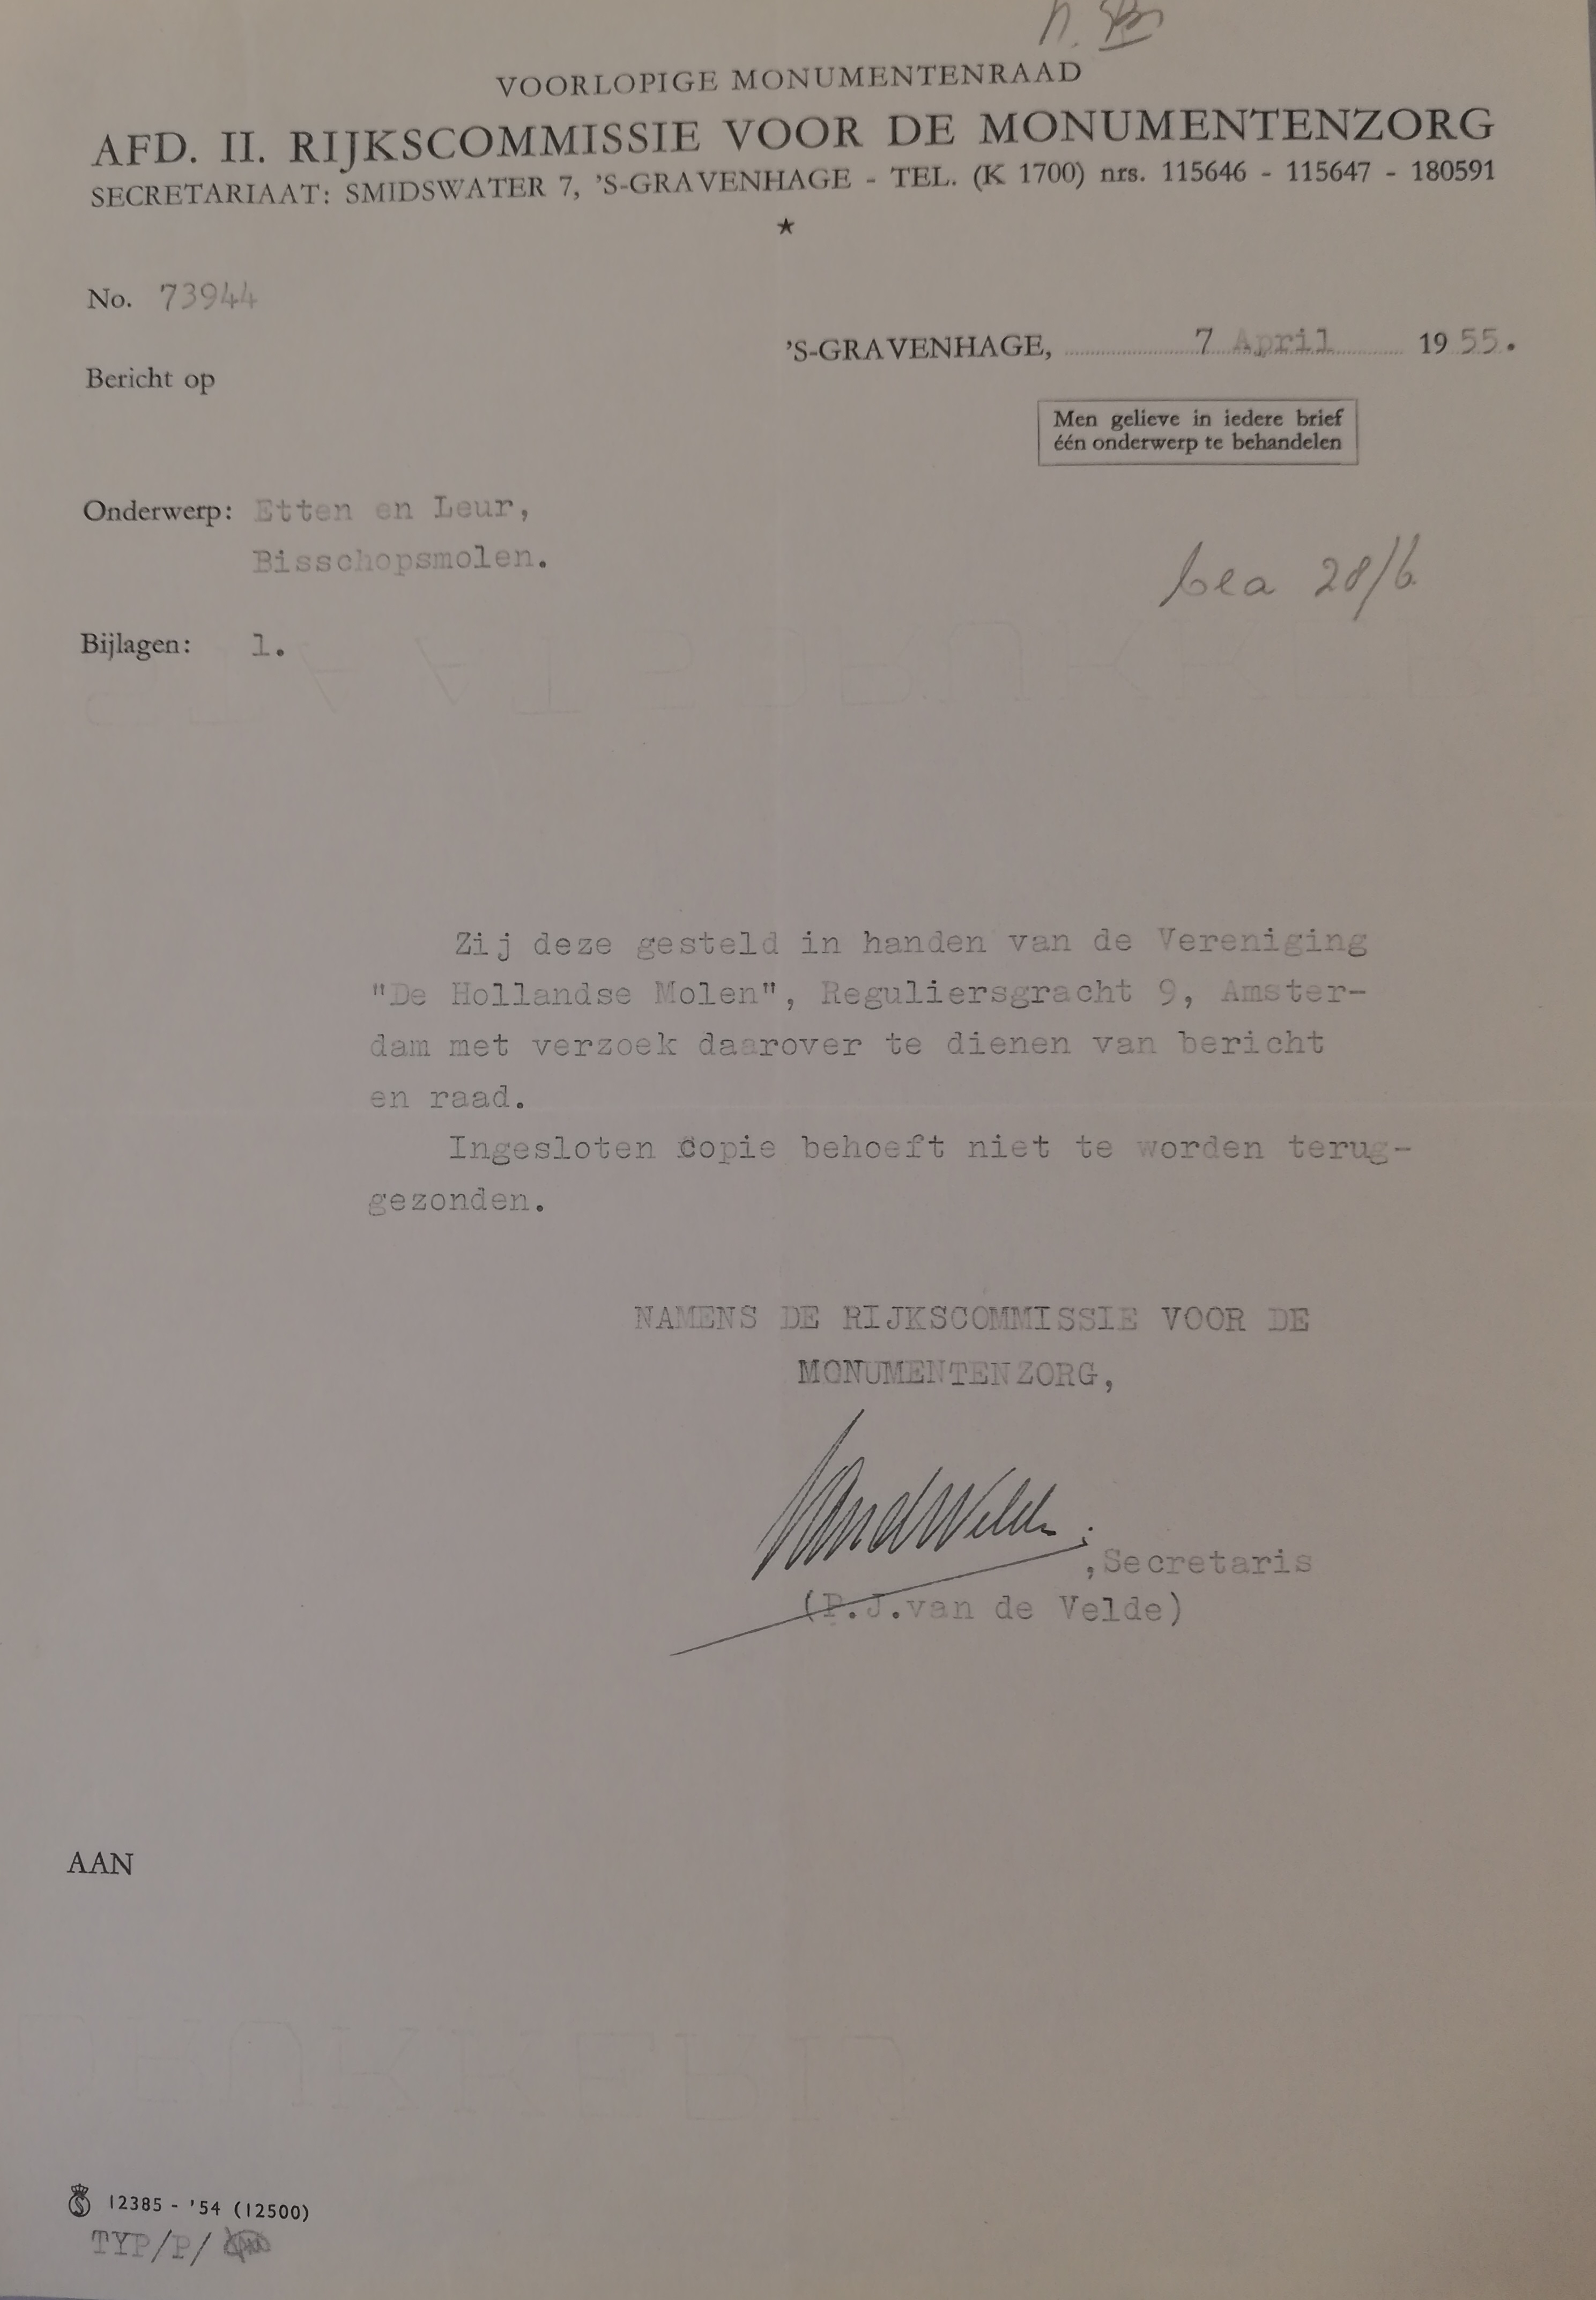 VOORLOPIGE MONUMENTENRAAD
AFD. II. RIJKSCOMMISSIE VOOR DE MONUMENTENZORG
SECRETARIAAT: SMIDSWATER 7, 'S-GRAVENHAGE - TEL. (K 1700) nrs. 115646 - 115647 - 180591
No. 73944
'S-GRAVENHAGE, 7 April 1955.
Bericht op
Men gelieve in iedere brief
één onderwerp te behandelen
Onderwerp: Etten en Leur,
Bisschopsmolen.
28/6
Bijlagen: 1.
Zij deze gesteld in handen van de Vereniging
"De Hollandse Molen", Reguliersgracht 9, Amster-
dam met verzoek daarover te dienen van bericht
en raad.
Ingesloten copie behoeft niet te worden terug-
gezonden.
NAMENS DE RIJKSCOMMISSIE VOOR DE
MONUMENTENZORG,
,Secretaris
(P.J.van de Velde)
AAN
12385 - '54 (12500)
TYP/P/